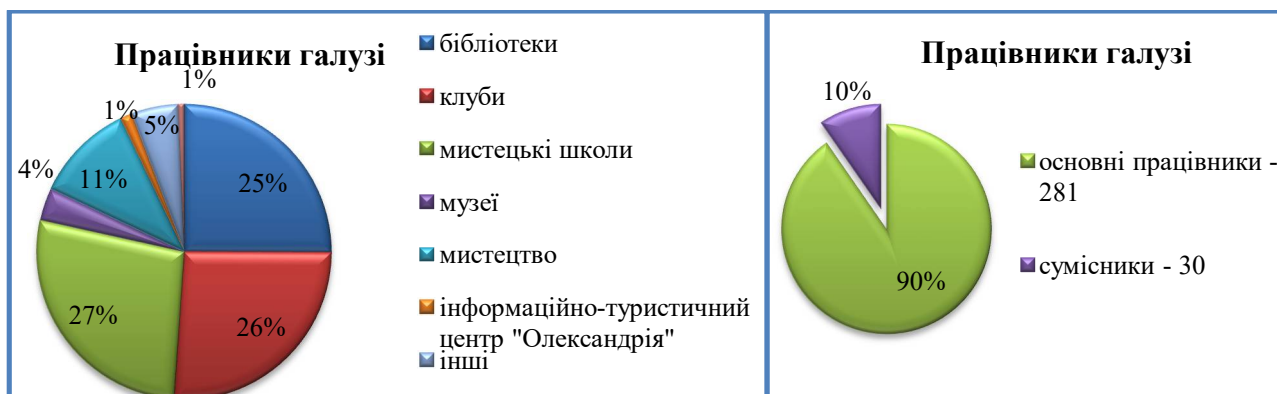 Працівники галузі
1%
1%
5%
4%
11%
25%
27%
26%
бібліотеки
клуби
мистецькі школи
музеї
мистецтво
інформаційно-туристичний
центр "Олександрія"
інші
Працівники галузі
10%
90%
основні працівники -
281
сумісники - 30